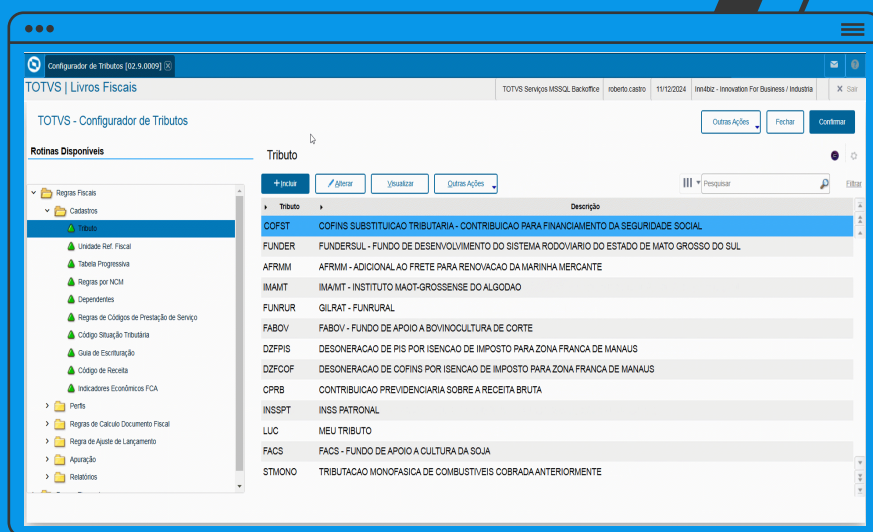 Configurador de Tributos [02.9.0009]
TOTVS | Livros Fiscais
TOTVS Serviços MSSQL Backoffice roberto.castro 11/12/2024 Inn4biz - Innovation For Business / Industria X Sair
TOTVS - Configurador de Tributos
Outras Ações Fechar Confirmar
Rotinas Disponíveis
Tributo
+ Incluir Alterar Visualizar Outras Ações Pesquisar Filtrar
Tributo Descrição
Regras Fiscais
Cadastros
Tributo
Unidade Ref. Fiscal
Tabela Progressiva
Regras por NCM
Dependentes
Regras de Códigos de Prestação de Serviço
Código Situação Tributária
Guia de Escrituração
Código de Receita
Indicadores Econômicos FCA
Perfis
Regras de Calculo Documento Fiscal
Regra de Ajuste de Lançamento
Apuração
Relatórios
COFST COFINS SUBSTITUICAO TRIBUTARIA - CONTRIBUICAO PARA FINANCIAMENTO DA SEGURIDADE SOCIAL
FUNDER FUNDERSUL - FUNDO DE DESENVOLVIMENTO DO SISTEMA RODOVIARIO DO ESTADO DE MATO GROSSO DO SUL
AFRMM AFRMM - ADICIONAL AO FRETE PARA RENOVACAO DA MARINHA MERCANTE
IMAMT IMA/MT - INSTITUTO MAOT-GROSSENSE DO ALGODAO
FUNRUR GILRAT - FUNRURAL
FABOV FABOV - FUNDO DE APOIO A BOVINOCULTURA DE CORTE
DZFPIS DESONERACAO DE PIS POR ISENCAO DE IMPOSTO PARA ZONA FRANCA DE MANAUS
DZFCOF DESONERACAO DE COFINS POR ISENCAO DE IMPOSTO PARA ZONA FRANCA DE MANAUS
CPRB CONTRIBUICAO PREVIDENCIARIA SOBRE A RECEITA BRUTA
INSSPT INSS PATRONAL
LUC MEU TRIBUTO
FACS FACS - FUNDO DE APOIO A CULTURA DA SOJA
STMONO TRIBUTACAO MONOFASICA DE COMBUSTIVEIS COBRADA ANTERIORMENTE